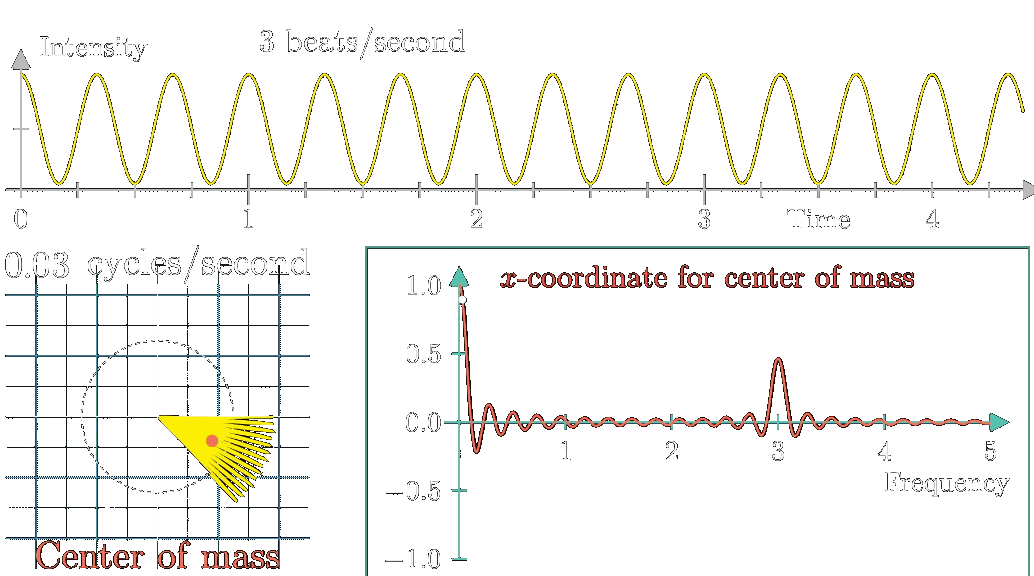 Intensity
3 beats/second
0 1 2 3 Time 4
0.03 cycles/second
Center of mass
x-coordinate for center of mass
1.0
0.5
0.0
1 2 3 4 5
Frequency
−0.5
−1.0